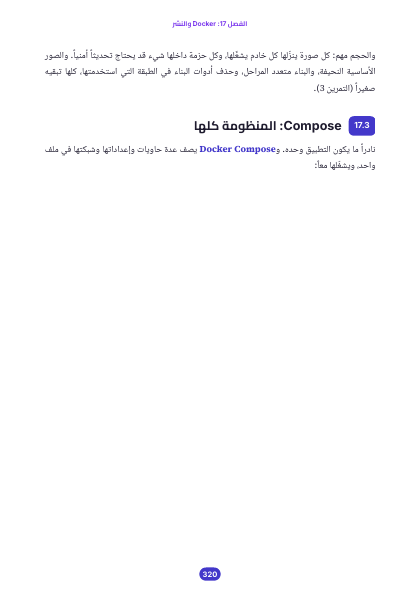 الفصل 17: Docker والنشر
والحجم مهم: كل صورة ينزّلها كل خادم يشغّلها، وكل حزمة داخلها شيء قد يحتاج تحديثاً أمنياً. والصور
الأساسية النحيفة، والبناء متعدد المراحل، وحذف أدوات البناء في الطبقة التي استخدمتها، كلها تبقيه
صغيراً (التمرين 3).
17.3 Compose: المنظومة كلها
نادراً ما يكون التطبيق وحده. وDocker Compose يصف عدة حاويات وإعداداتها وشبكتها في ملف
واحد، ويشغّلها معاً:
320